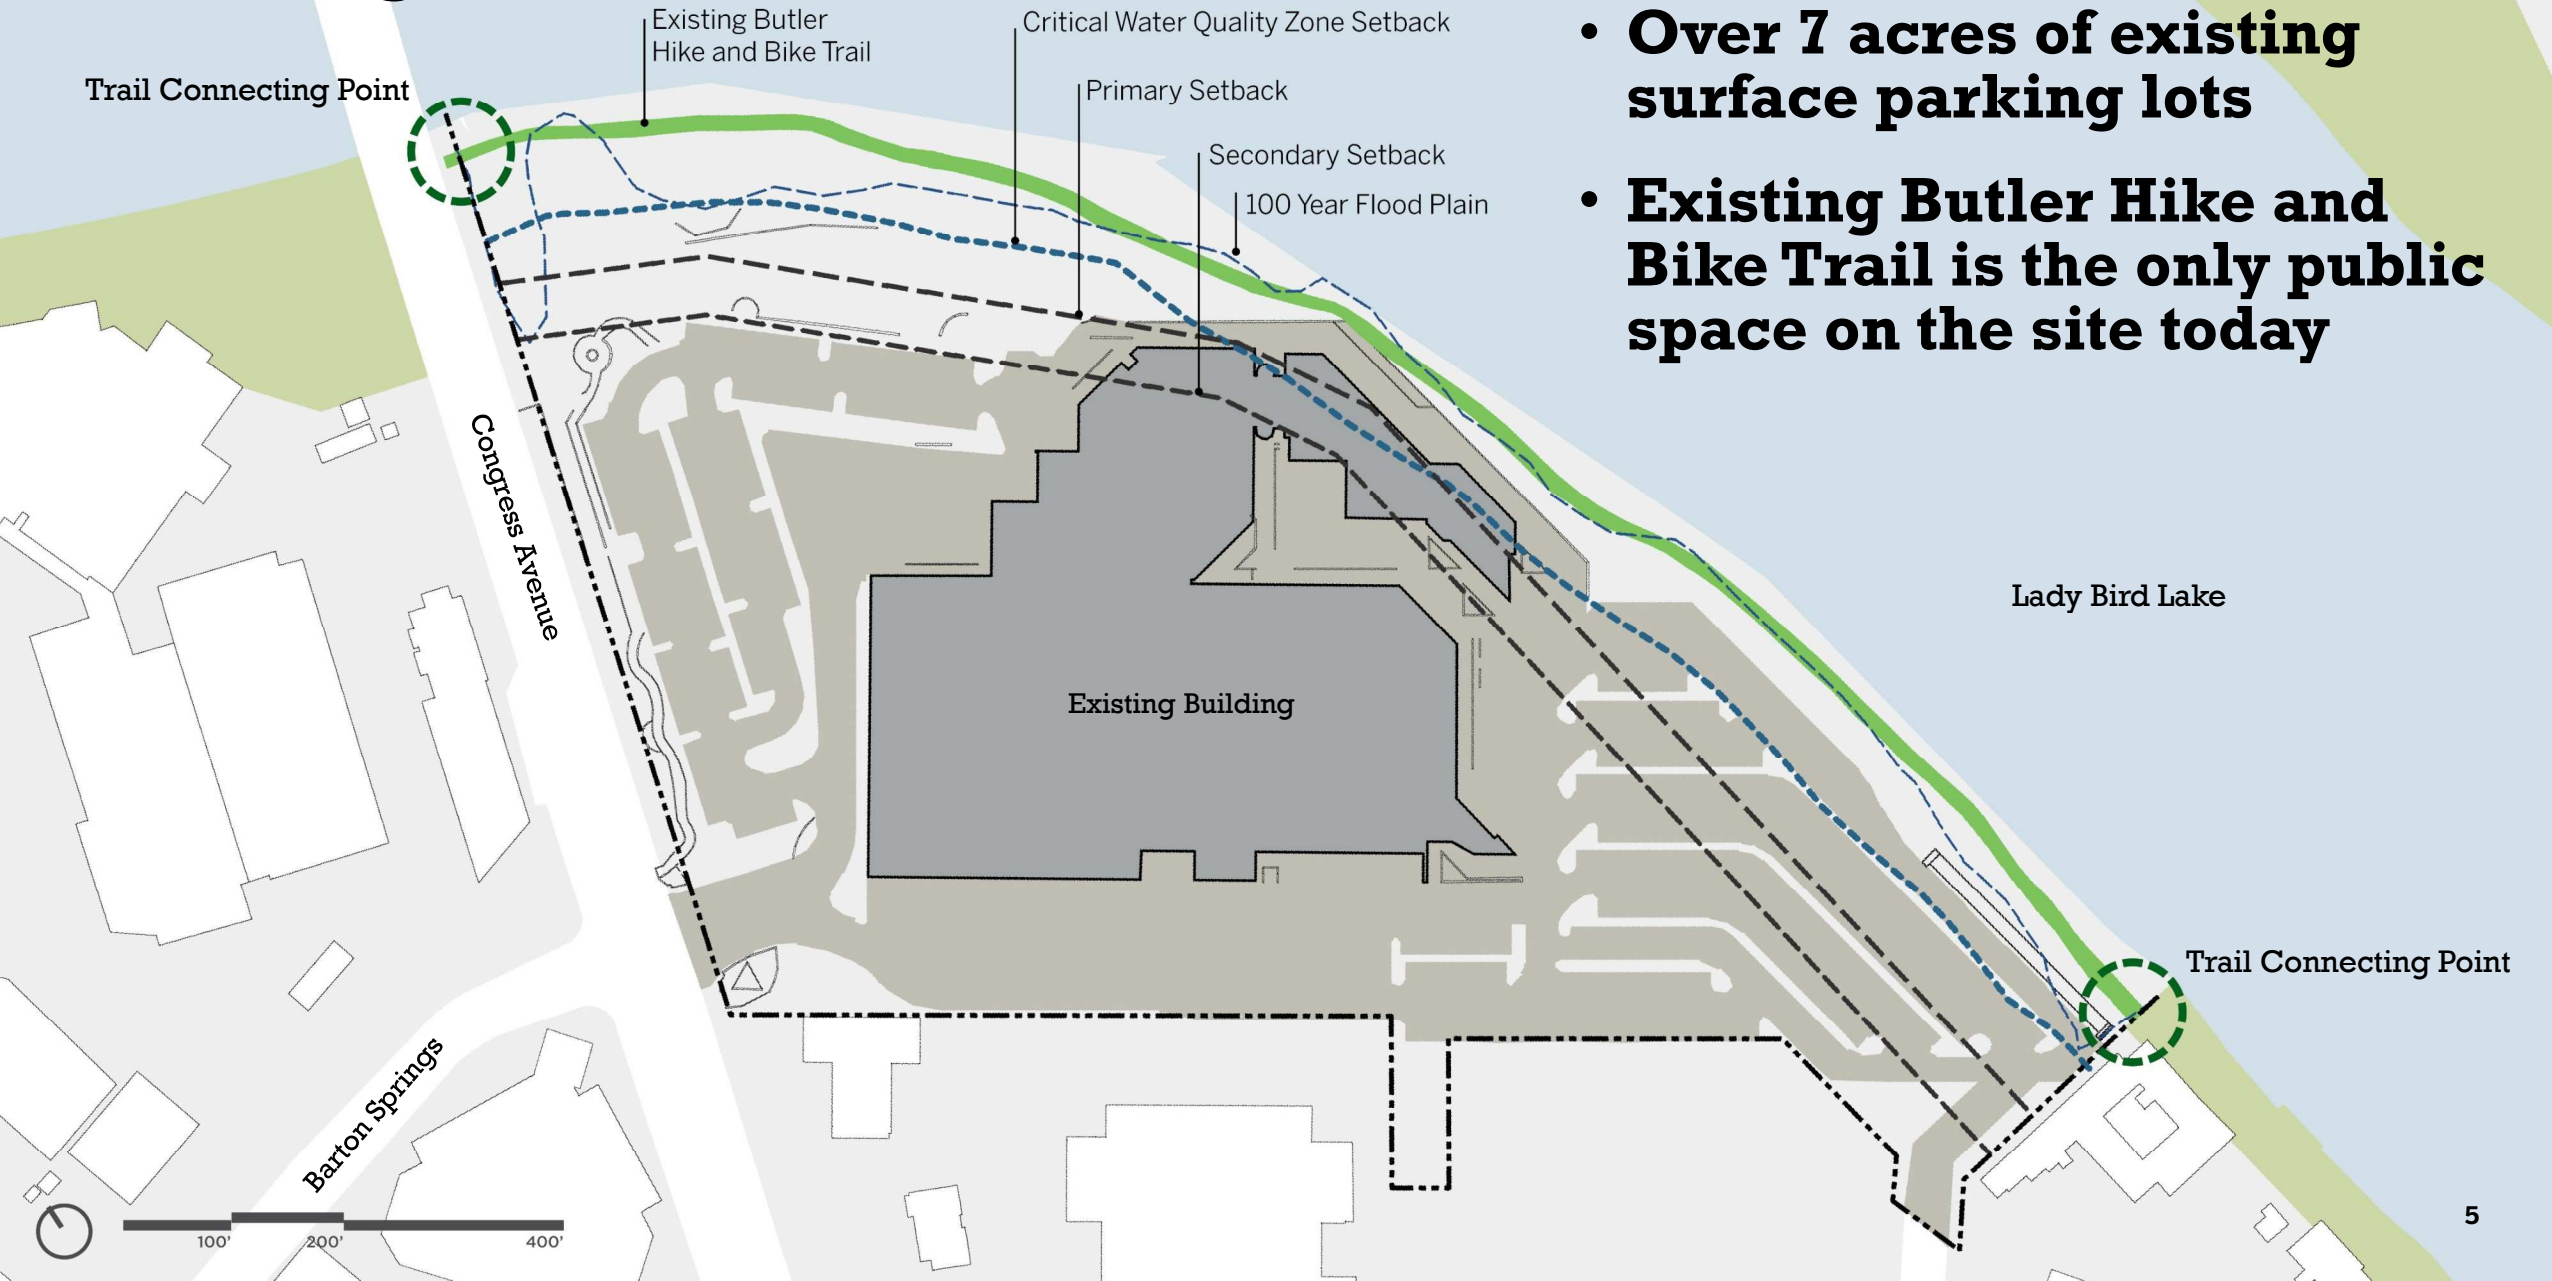 Existing Butler
Hike and Bike Trail
Critical Water Quality Zone Setback
Trail Connecting Point
Primary Setback
Secondary Setback
100 Year Flood Plain
• Over 7 acres of existing
surface parking lots
• Existing Butler Hike and
Bike Trail is the only public
space on the site today
Congress Avenue
Lady Bird Lake
Existing Building
Trail Connecting Point
Barton Springs
100'
200'
400'
5